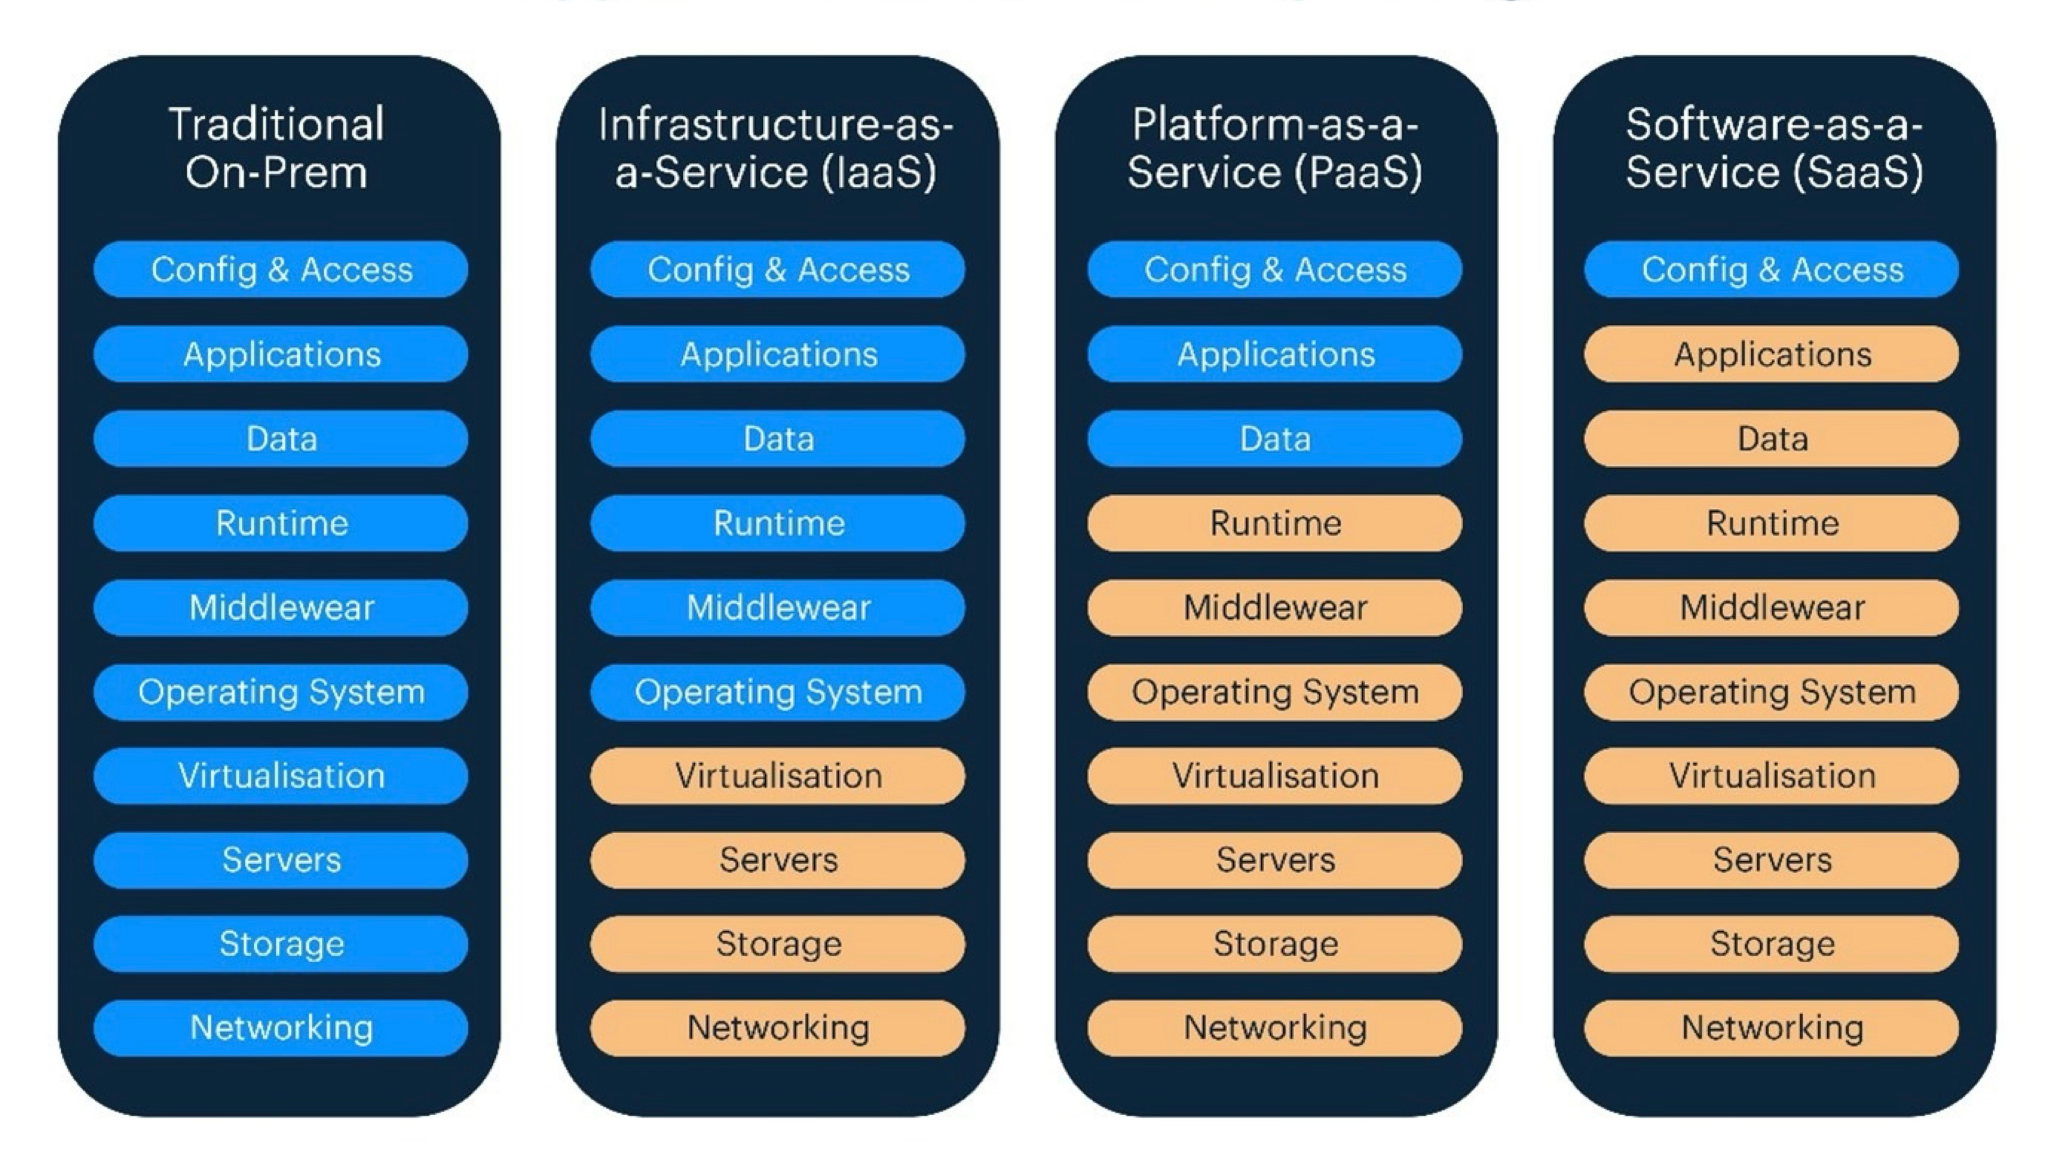 Traditional
On-Prem
Config & Access
Applications
Data
Runtime
Middlewear
Operating System
Virtualisation
Servers
Storage
Networking
Infrastructure-as-
a-Service (IaaS)
Config & Access
Applications
Data
Runtime
Middlewear
Operating System
Virtualisation
Servers
Storage
Networking
Platform-as-a-
Service (PaaS)
Config & Access
Applications
Data
Runtime
Middlewear
Operating System
Virtualisation
Servers
Storage
Networking
Software-as-a-
Service (SaaS)
Config & Access
Applications
Data
Runtime
Middlewear
Operating System
Virtualisation
Servers
Storage
Networking